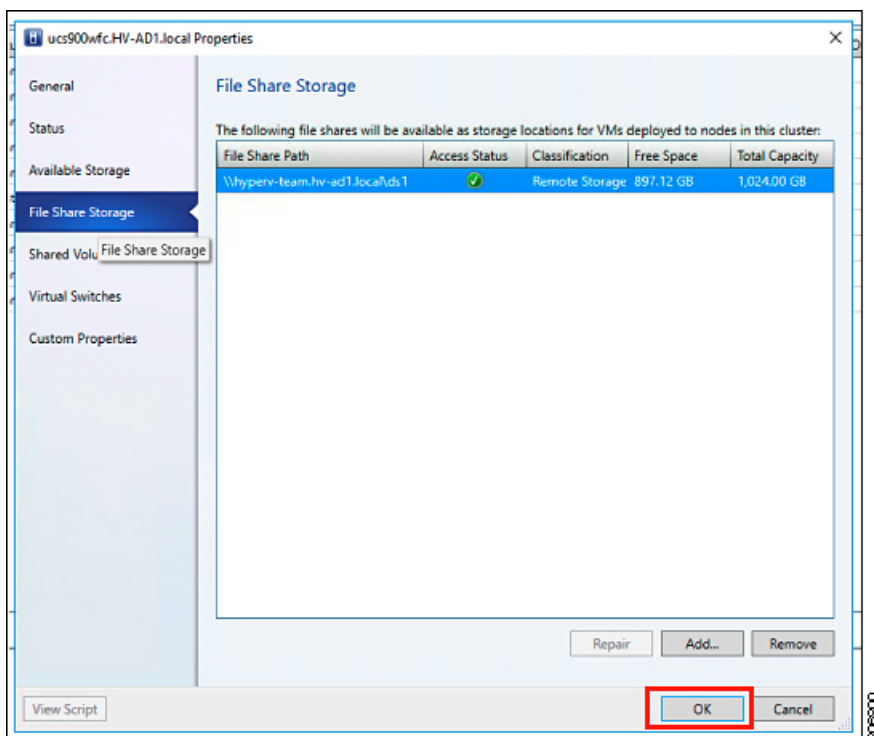 ucs900wfc.HV-AD1.local Properties
General
Status
Available Storage
File Share Storage
Shared Volu
File Share Storage
Virtual Switches
Custom Properties
File Share Storage
The following file shares will be available as storage locations for VMs deployed to nodes in this cluster:
File Share Path Access Status Classification Free Space Total Capacity
\\hyperv-team.hv-ad1.local\ds1 Remote Storage 897.12 GB 1,024.00 GB
Repair Add... Remove
View Script OK Cancel